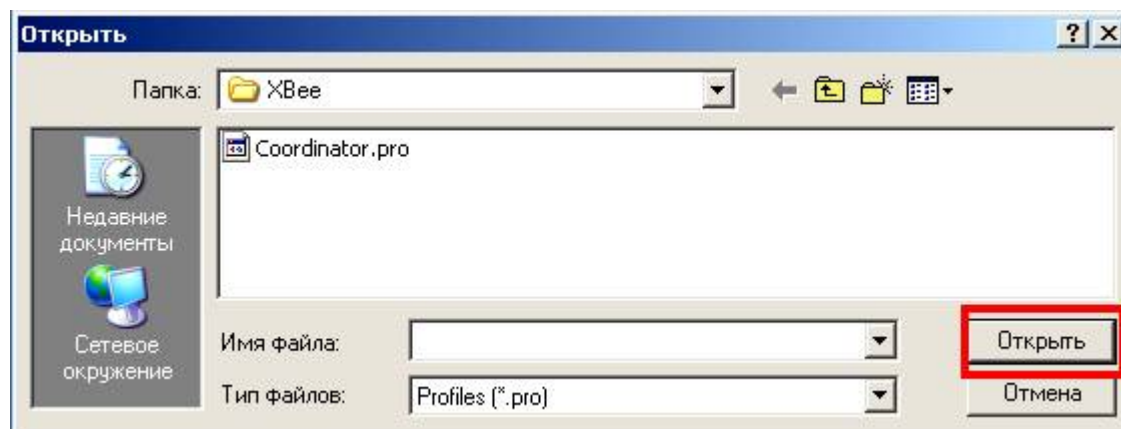 Открыть
Папка: XBee
Coordinator.pro
Недавние
документы
Сетевое
окружение
Имя файла: Открыть
Тип файлов: Profiles (*.pro) Отмена